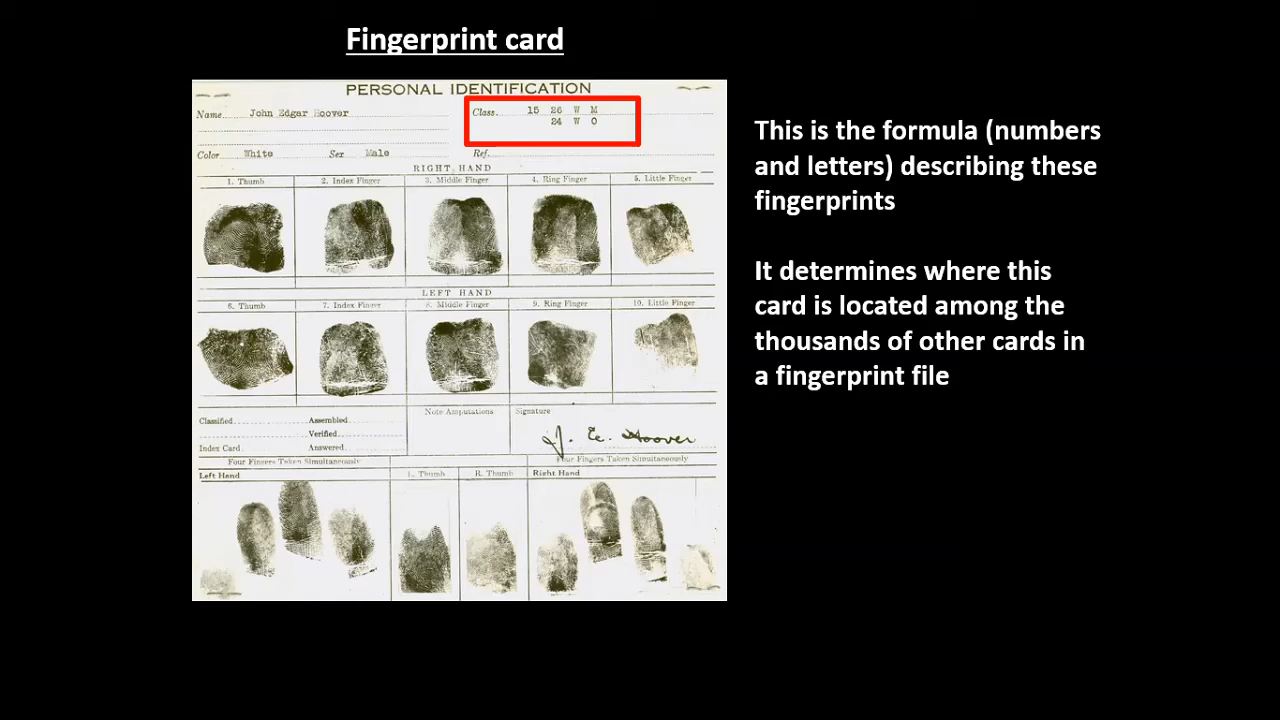 Fingerprint card
PERSONAL IDENTIFICATION
Name John Edgar Hoover
Class. 15 26 W M
24 W O
Color White Sex Male
Ref.
RIGHT HAND
1. Thumb 2. Index Finger 3. Middle Finger 4. Ring Finger 5. Little Finger
LEFT HAND
6. Thumb 7. Index Finger 8. Middle Finger 9. Ring Finger 10. Little Finger
Classified Assembled
Verified
Index Card Answered
Note Amputations
Signature
J. E. Hoover
Four Fingers Taken Simultaneously
Left Hand
L. Thumb R. Thumb
Four Fingers Taken Simultaneously
Right Hand
This is the formula (numbers
and letters) describing these
fingerprints
It determines where this
card is located among the
thousands of other cards in
a fingerprint file